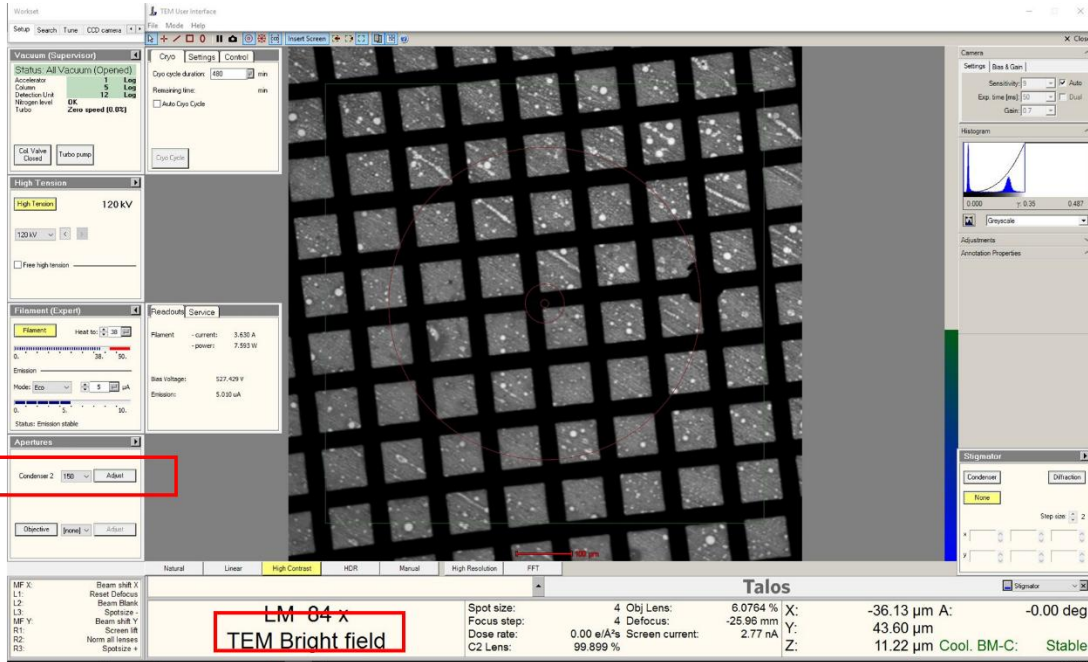 Workset
TEM User Interface
Setup Search Tune CCD camera
File Mode Help
Insert Screen
X Clos
Vacuum (Supervisor)
Status: All Vacuum (Opened)
Accelerator 1 Log
Column 5 Log
Detection Unit 12 Log
Nitrogen level OK
Turbo Zero speed [0.0%]
Col. Valve Closed
Turbo pump
Cryo Settings Control
Cryo cycle duration: 480 min
Remaining time: min
Auto Cryo Cycle
Cryo Cycle
High Tension
High Tension 120 kV
120 kV < >
Free high tension
Filament (Expert)
Filament Heat to: 38
0. 38. 50.
Emission
Mode: Eco 5 µA
0. 5. 10.
Status: Emission stable
Readouts Service
Filament - current: 3.630 A
- power: 7.593 W
Bias Voltage: 527.429 V
Emission: 5.010 uA
Apertures
Condenser 2 150 Adjust
Objective [none] Adjust
100 µm
Camera
Settings Bias & Gain
Sensitivity: 9 Auto
Exp. time [ms]: 50 Dual
Gain: 0.7
Histogram
0.000 γ: 0.35 0.487
Greyscale
Adjustments
Annotation Properties
Stigmator
Condenser Diffraction
None
Step size: 2
x
y
Natural Linear High Contrast HDR Manual High Resolution FFT
MF X: Beam shift X
L1: Reset Defocus
L2: Beam Blank
L3: Spotsize -
MF Y: Beam shift Y
R1: Screen lift
R2: Norm all lenses
R3: Spotsize +
Talos
Stigmator
LM 84 x
TEM Bright field
Spot size: 4 Obj Lens: 6.0764 %
Focus step: 4 Defocus: -25.96 mm
Dose rate: 0.00 e/Å²s Screen current: 2.77 nA
C2 Lens: 99.899 %
X: -36.13 µm A: -0.00 deg
Y: 43.60 µm
Z: 11.22 µm Cool. BM-C: Stable